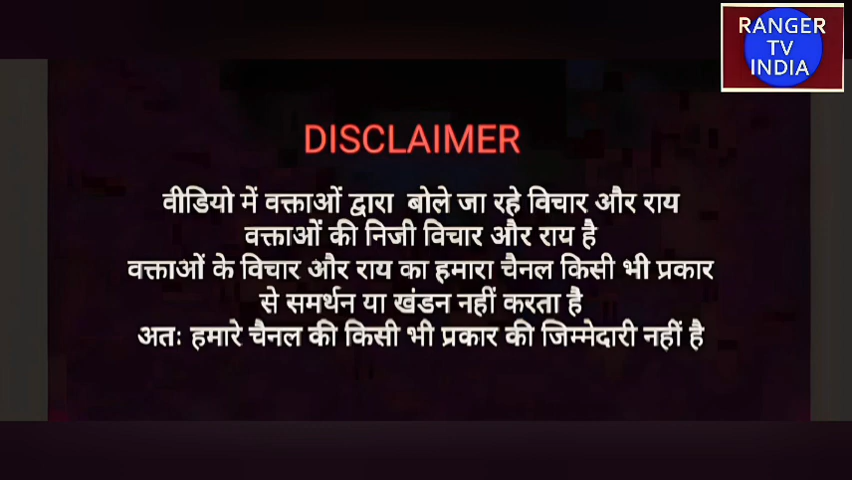 RANGER
TV
INDIA
DISCLAIMER
वीडियो में वक्ताओं द्वारा बोले जा रहे विचार और राय
वक्ताओं की निजी विचार और राय है
वक्ताओं के विचार और राय का हमारा चैनल किसी भी प्रकार
से समर्थन या खंडन नहीं करता है
अतः हमारे चैनल की किसी भी प्रकार की जिम्मेदारी नहीं है